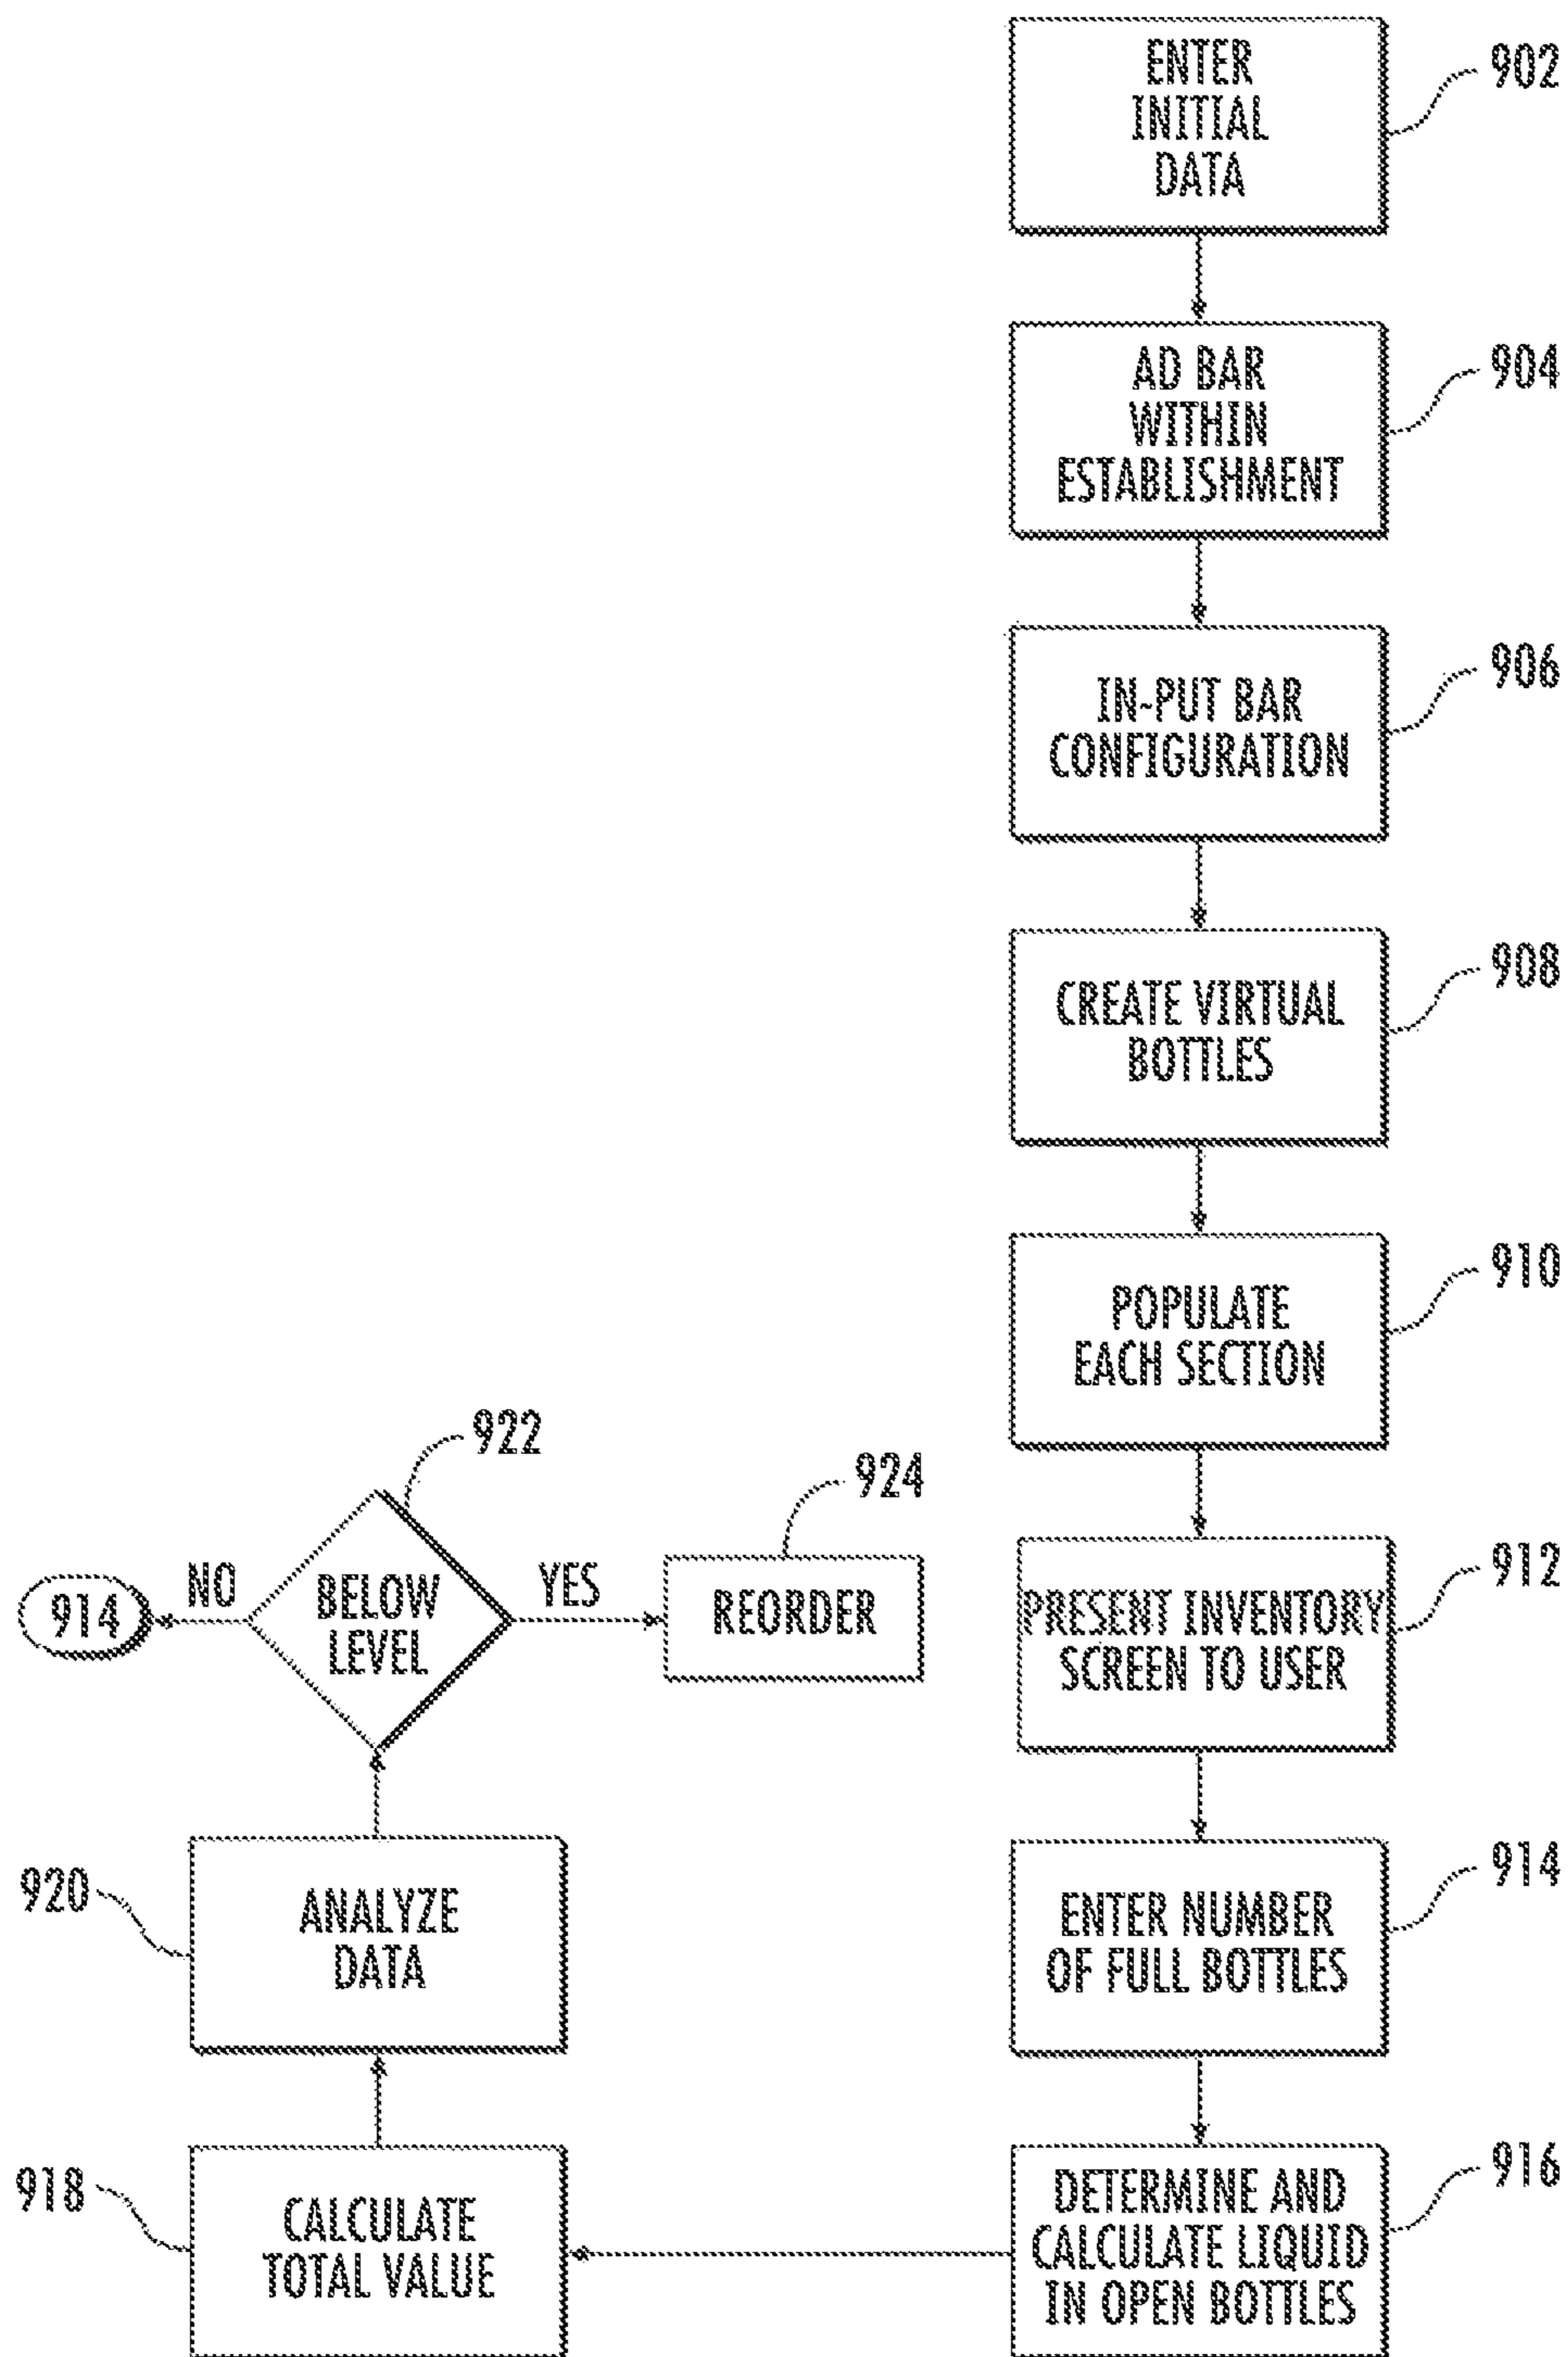 ENTER
INITIAL
DATA
902
AD BAR
WITHIN
ESTABLISHMENT
904
IN-PUT BAR
CONFIGURATION
906
CREATE VIRTUAL
BOTTLES
908
POPULATE
EACH SECTION
910
PRESENT INVENTORY
SCREEN TO USER
912
ENTER NUMBER
OF FULL BOTTLES
914
DETERMINE AND
CALCULATE LIQUID
IN OPEN BOTTLES
916
CALCULATE
TOTAL VALUE
918
ANALYZE
DATA
920
BELOW
LEVEL
922
NO
914
YES
REORDER
924